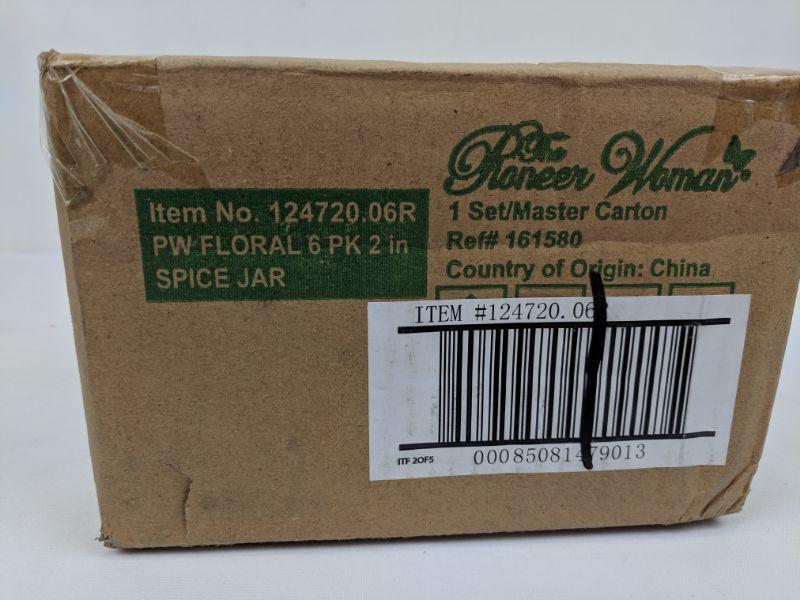 Item No. 124720.06R
PW FLORAL 6 PK 2 in
SPICE JAR
The
Pioneer Woman®
1 Set/Master Carton
Ref# 161580
Country of Origin: China
ITEM #124720.06
ITF 2OF5
00085081479013